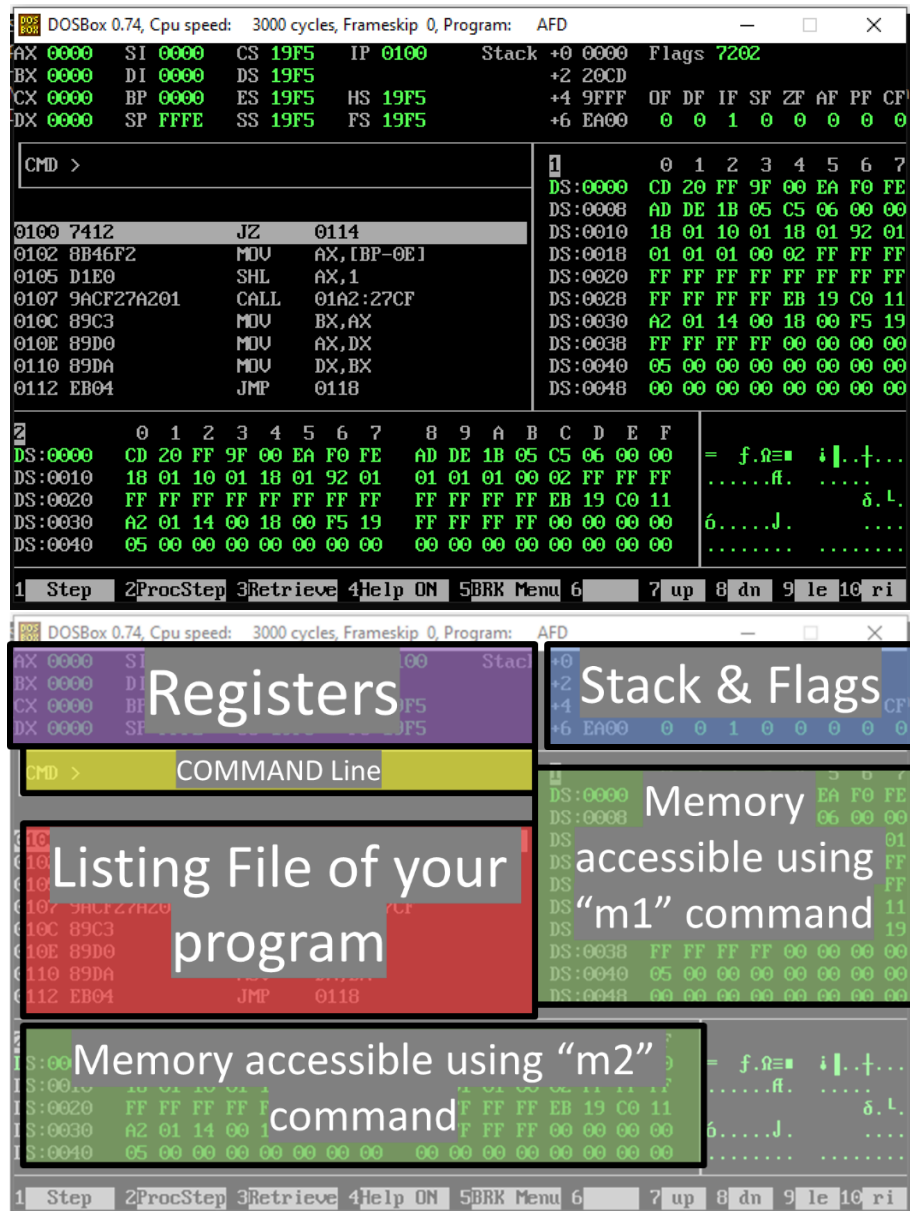 DOSBox 0.74, Cpu speed: 3000 cycles, Frameskip 0, Program: AFD
AX 0000 SI 0000 CS 19F5 IP 0100 Stack +0 0000 Flags 7202
BX 0000 DI 0000 DS 19F5 +2 20CD
CX 0000 BP 0000 ES 19F5 HS 19F5 +4 9FFF OF DF IF SF ZF AF PF CF
DX 0000 SP FFFE SS 19F5 FS 19F5 +6 EA00 0 0 1 0 0 0 0 0
CMD >
1 0 1 2 3 4 5 6 7
DS:0000 CD 20 FF 9F 00 EA F0 FE
DS:0008 AD DE 1B 05 C5 06 00 00
0100 7412 JZ 0114 DS:0010 18 01 10 01 18 01 92 01
0102 8B46F2 MOV AX,[BP-0E] DS:0018 01 01 01 00 02 FF FF FF
0105 D1E0 SHL AX,1 DS:0020 FF FF FF FF FF FF FF FF
0107 9ACF27A201 CALL 01A2:27CF DS:0028 FF FF FF FF EB 19 C0 11
010C 89C3 MOV BX,AX DS:0030 A2 01 14 00 18 00 F5 19
010E 89D0 MOV AX,DX DS:0038 FF FF FF FF 00 00 00 00
0110 89DA MOV DX,BX DS:0040 05 00 00 00 00 00 00 00
0112 EB04 JMP 0118 DS:0048 00 00 00 00 00 00 00 00
2 0 1 2 3 4 5 6 7 8 9 A B C D E F
DS:0000 CD 20 FF 9F 00 EA F0 FE AD DE 1B 05 C5 06 00 00 = ƒ.Ω≡■ ¡▐..┼...
DS:0010 18 01 10 01 18 01 92 01 01 01 01 00 02 FF FF FF ......Æ. .....
DS:0020 FF FF FF FF FF FF FF FF FF FF FF FF EB 19 C0 11 δ.└.
DS:0030 A2 01 14 00 18 00 F5 19 FF FF FF FF 00 00 00 00 ó.....⌡. ....
DS:0040 05 00 00 00 00 00 00 00 00 00 00 00 00 00 00 00 ........ ........
1 Step 2ProcStep 3Retrieve 4Help ON 5BRK Menu 6 7 up 8 dn 9 le 10 ri
DOSBox 0.74, Cpu speed: 3000 cycles, Frameskip 0, Program: AFD
Registers
Stack & Flags
CMD > COMMAND Line
Listing File of your
program
Memory
accessible using
“m1” command
Memory accessible using “m2”
command
1 Step 2ProcStep 3Retrieve 4Help ON 5BRK Menu 6 7 up 8 dn 9 le 10 ri